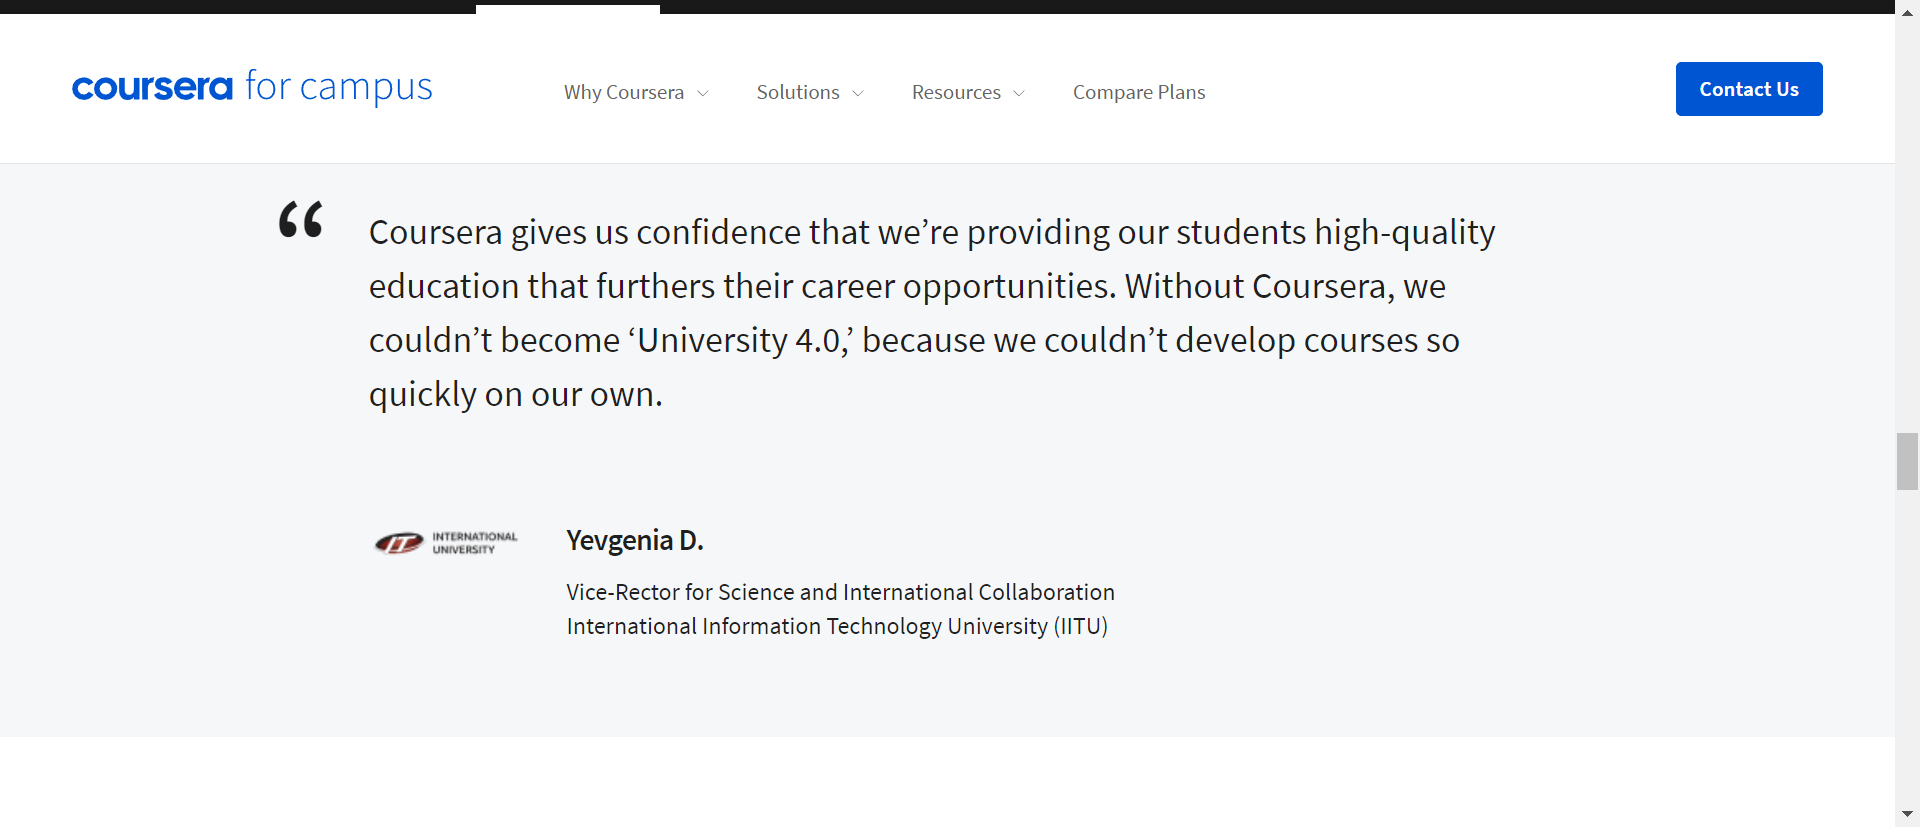 coursera for campus
Why Coursera
Solutions
Resources
Compare Plans
Contact Us
“
Coursera gives us confidence that we’re providing our students high-quality
education that furthers their career opportunities. Without Coursera, we
couldn’t become ‘University 4.0,’ because we couldn’t develop courses so
quickly on our own.
IT INTERNATIONAL
UNIVERSITY
Yevgenia D.
Vice-Rector for Science and International Collaboration
International Information Technology University (IITU)